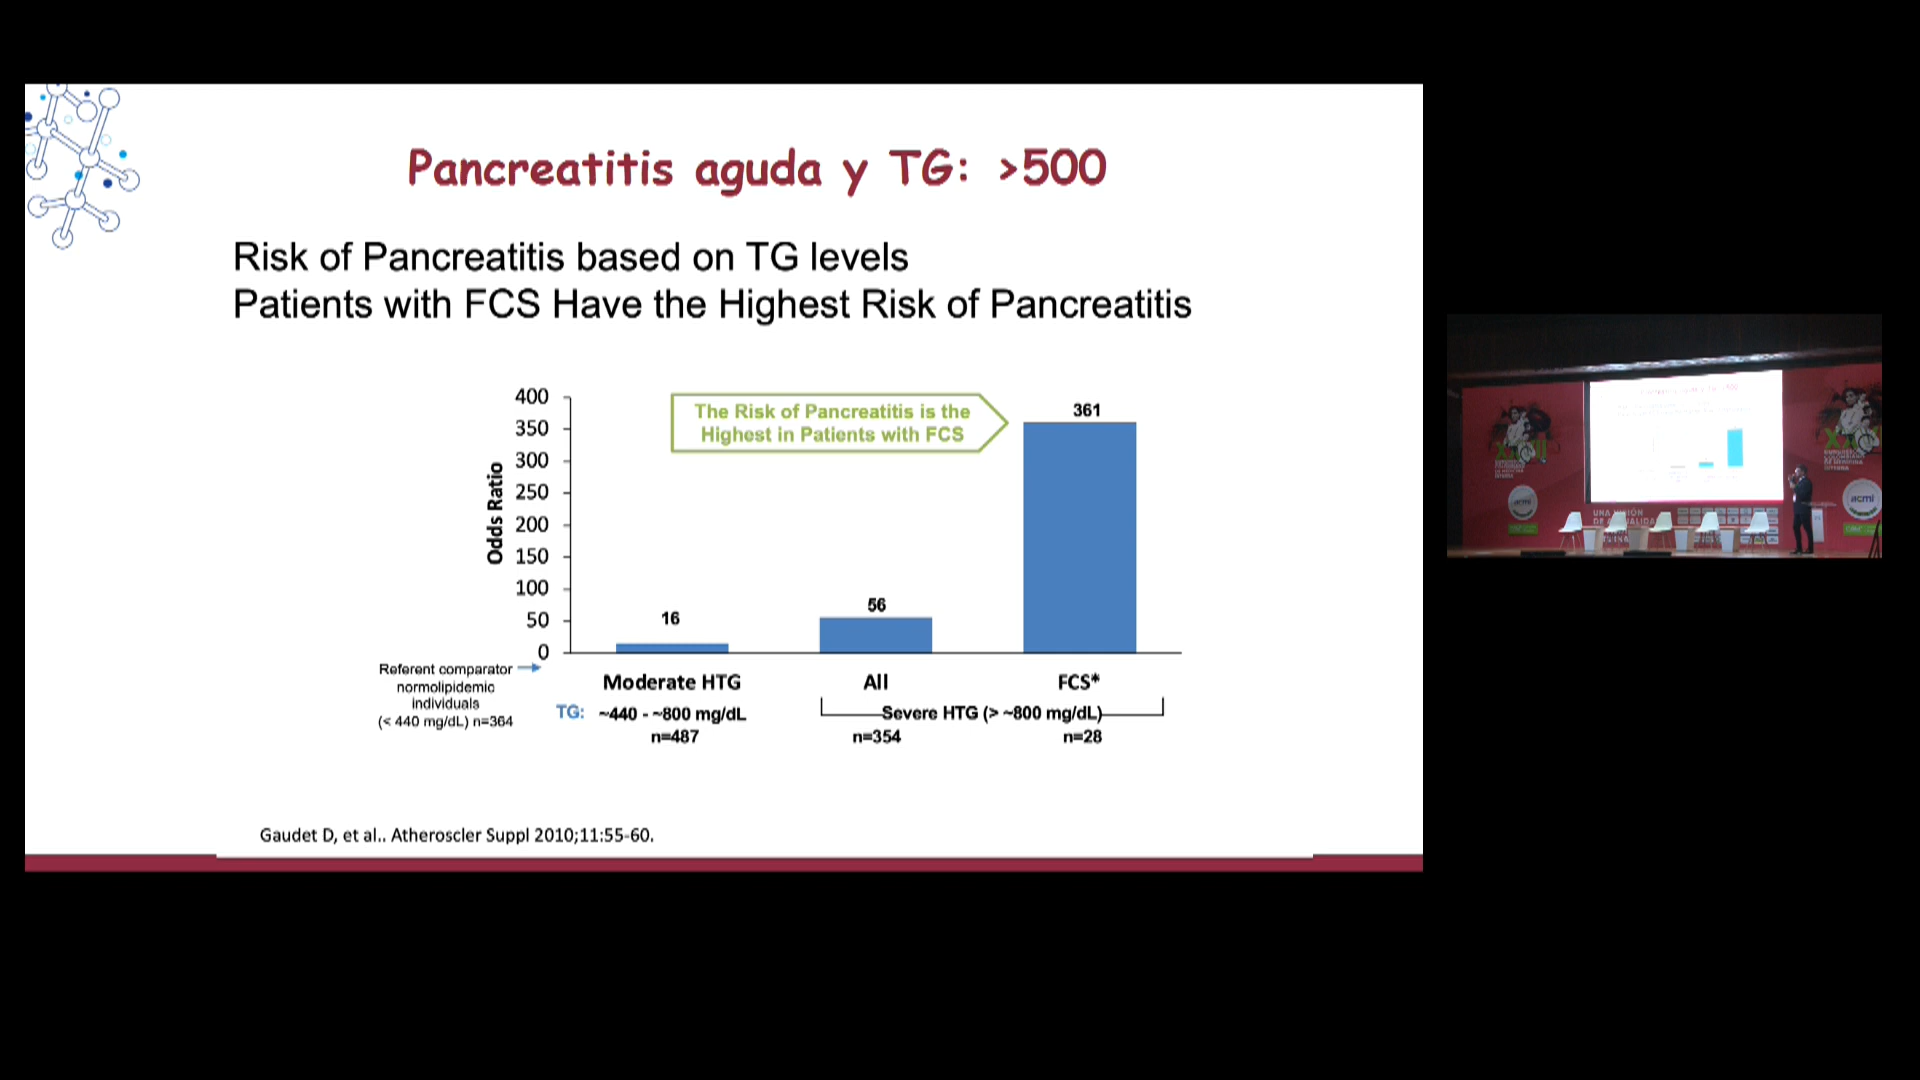 Pancreatitis aguda y TG: >500
Risk of Pancreatitis based on TG levels
Patients with FCS Have the Highest Risk of Pancreatitis
The Risk of Pancreatitis is the
Highest in Patients with FCS
Odds Ratio
400
350
300
250
200
150
100
50
0
16
56
361
Referent comparator
normolipidemic
individuals
(< 440 mg/dL) n=364
Moderate HTG
All
FCS*
TG: ~440 - ~800 mg/dL
Severe HTG (> ~800 mg/dL)
n=487
n=354
n=28
Gaudet D, et al.. Atheroscler Suppl 2010;11:55-60.
acmi
acmi